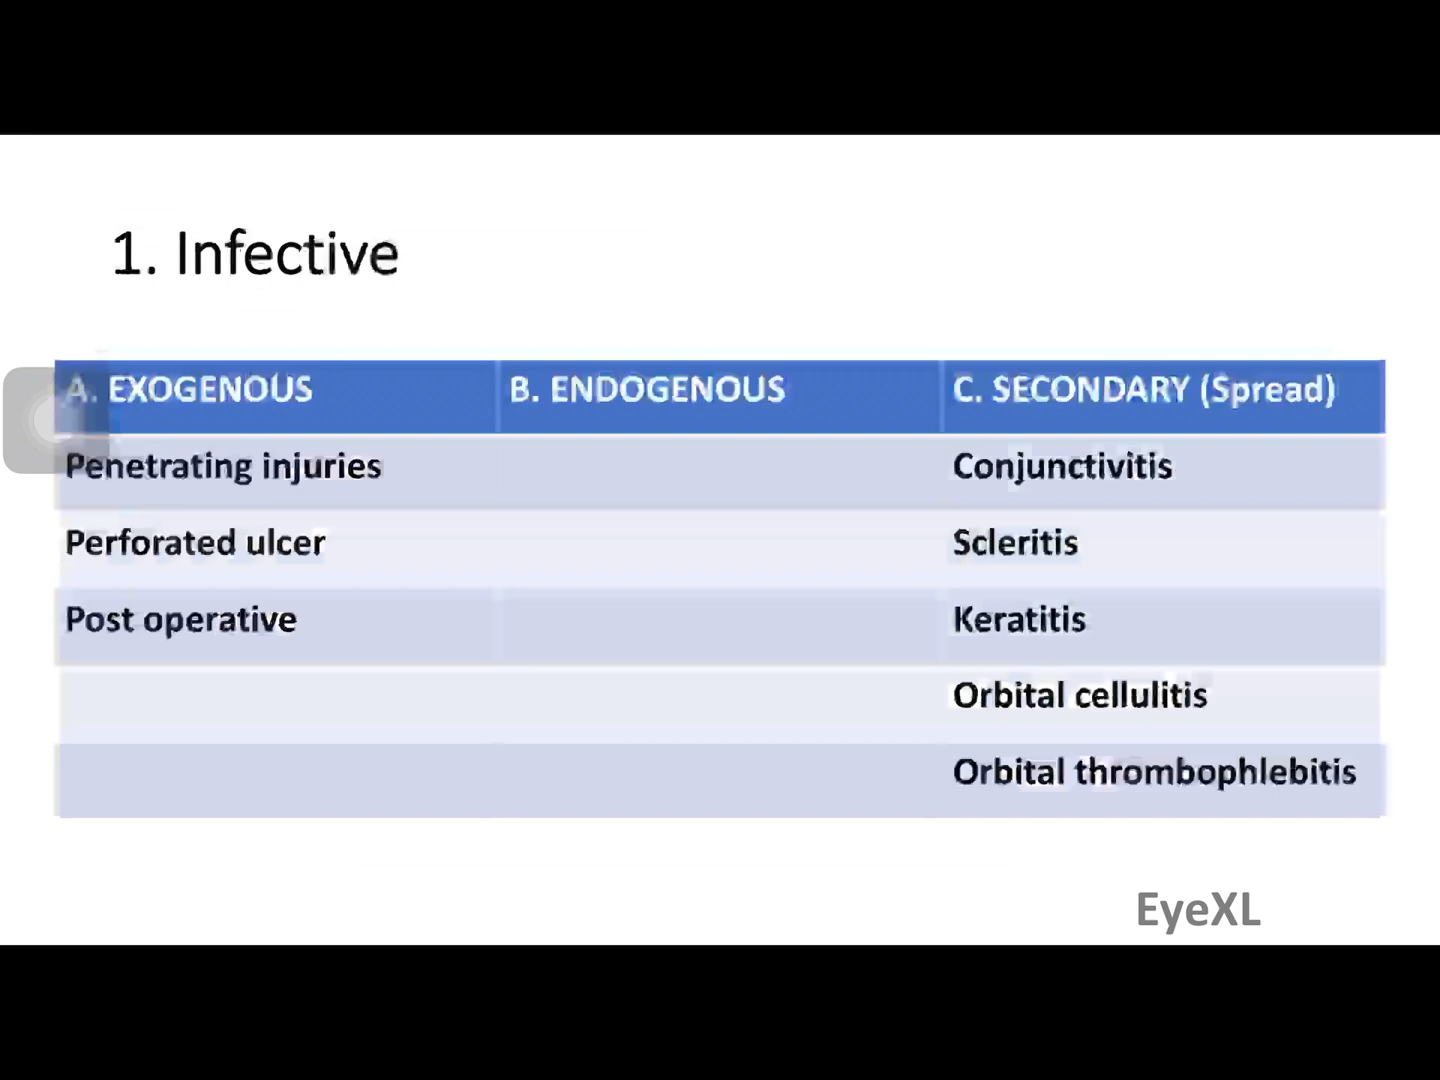 1. Infective
A. EXOGENOUS B. ENDOGENOUS C. SECONDARY (Spread)
Penetrating injuries Conjunctivitis
Perforated ulcer Scleritis
Post operative Keratitis
Orbital cellulitis
Orbital thrombophlebitis
EyeXL